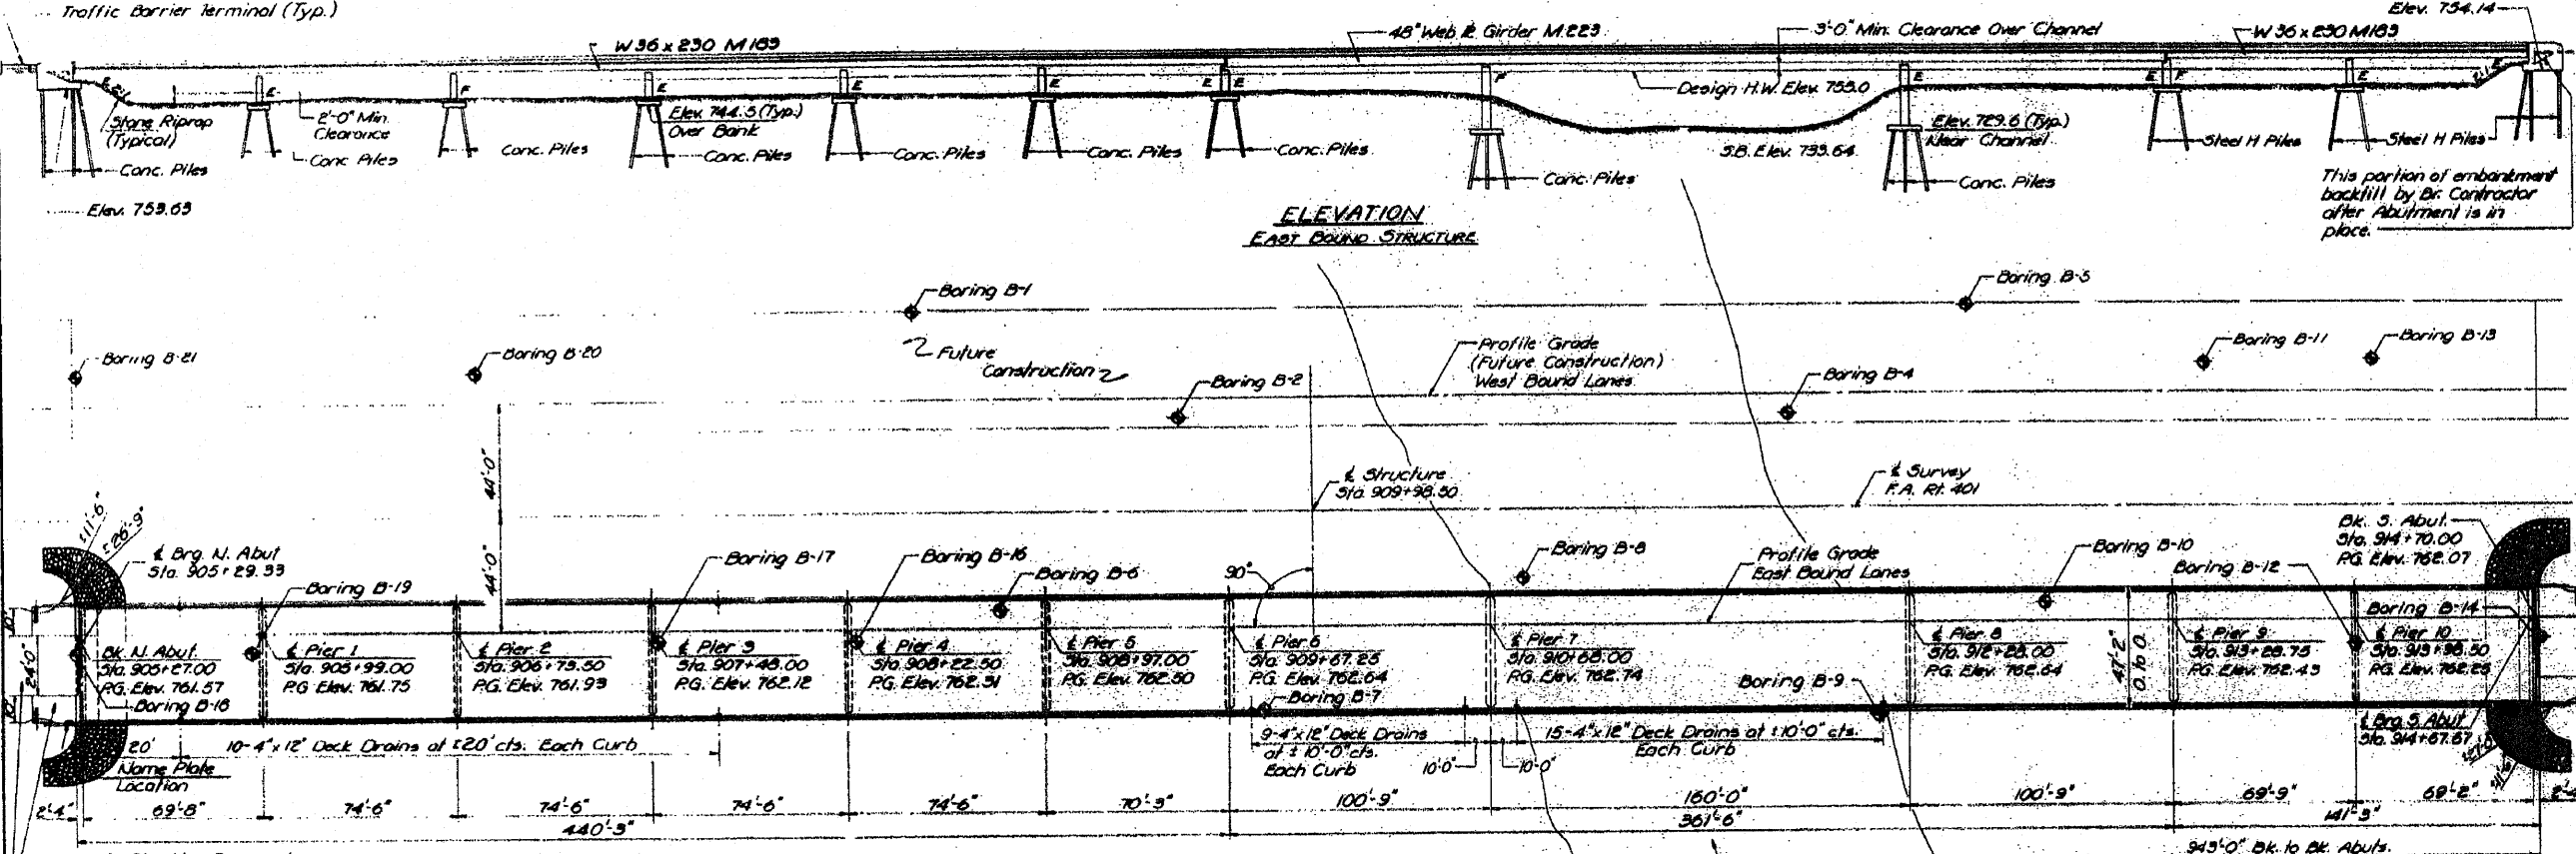 Traffic Barrier Terminal (Typ.)
Elev. 754.14
W 36 x 230 M183
48" Web ℞ Girder M.223
3'-0" Min. Clearance Over Channel
W 36 x 230 M183
E
E
F
E
E
E
E
F
E
E
E
E
Stone Riprap
(Typical)
2'-0" Min.
Clearance
Elev. 744.5 (Typ.)
Over Bank
Design H.W. Elev. 753.0
Elev. 729.6 (Typ.)
Near Channel
S.B. Elev. 733.64
Conc. Piles
Conc. Piles
Conc. Piles
Conc. Piles
Conc. Piles
Conc. Piles
Conc. Piles
Conc. Piles
Conc. Piles
Steel H Piles
Steel H Piles
Elev. 753.63
This portion of embankment
backfill by Br. Contractor
after Abutment is in
place.
ELEVATION
EAST BOUND STRUCTURE
Boring B-1
Boring B-5
Boring B-21
Boring B-20
Future
Construction
Boring B-2
Profile Grade
(Future Construction)
West Bound Lanes
Boring B-4
Boring B-11
Boring B-13
44'-0"
44'-0"
℄ Structure
Sta. 909+98.50
℄ Survey
F.A. Rt. 401
±11'-6"
±26'-9"
℄ Brg. N. Abut.
Sta. 905+29.33
Boring B-19
Boring B-17
Boring B-16
Boring B-6
90°
Boring B-8
Profile Grade
East Bound Lanes
Boring B-10
Bk. S. Abut.
Sta. 914+70.00
P.G. Elev. 762.07
Boring B-12
Boring B-14
24'-0"
Bk. N. Abut.
Sta. 905+27.00
P.G. Elev. 761.57
Boring B-18
℄ Pier 1
Sta. 905+99.00
P.G. Elev. 761.75
℄ Pier 2
Sta. 906+73.50
P.G. Elev. 761.93
℄ Pier 3
Sta. 907+48.00
P.G. Elev. 762.12
℄ Pier 4
Sta. 908+22.50
P.G. Elev. 762.31
℄ Pier 5
Sta. 908+97.00
P.G. Elev. 762.50
℄ Pier 6
Sta. 909+67.25
P.G. Elev. 762.64
Boring B-7
℄ Pier 7
Sta. 910+68.00
P.G. Elev. 762.74
Boring B-9
℄ Pier 8
Sta. 912+28.00
P.G. Elev. 762.64
47'-2"
O. to O.
℄ Pier 9
Sta. 913+28.75
P.G. Elev. 762.43
℄ Pier 10
Sta. 913+98.50
P.G. Elev. 762.25
℄ Brg. S. Abut.
Sta. 914+67.67
20'
Name Plate
Location
10-4"x12" Deck Drains at ±20' cts. Each Curb
9-4"x12" Deck Drains
at ± 10'-0" cts.
Each Curb
10'-0"
10'-0"
15-4"x12" Deck Drains at ±10'-0" cts.
Each Curb
2'-4"
69'-8"
74'-6"
74'-6"
74'-6"
74'-6"
70'-3"
100'-9"
160'-0"
100'-9"
69'-9"
69'-2"
440'-3"
361'-6"
141'-3"
943'-0" Bk. to Bk. Abuts.